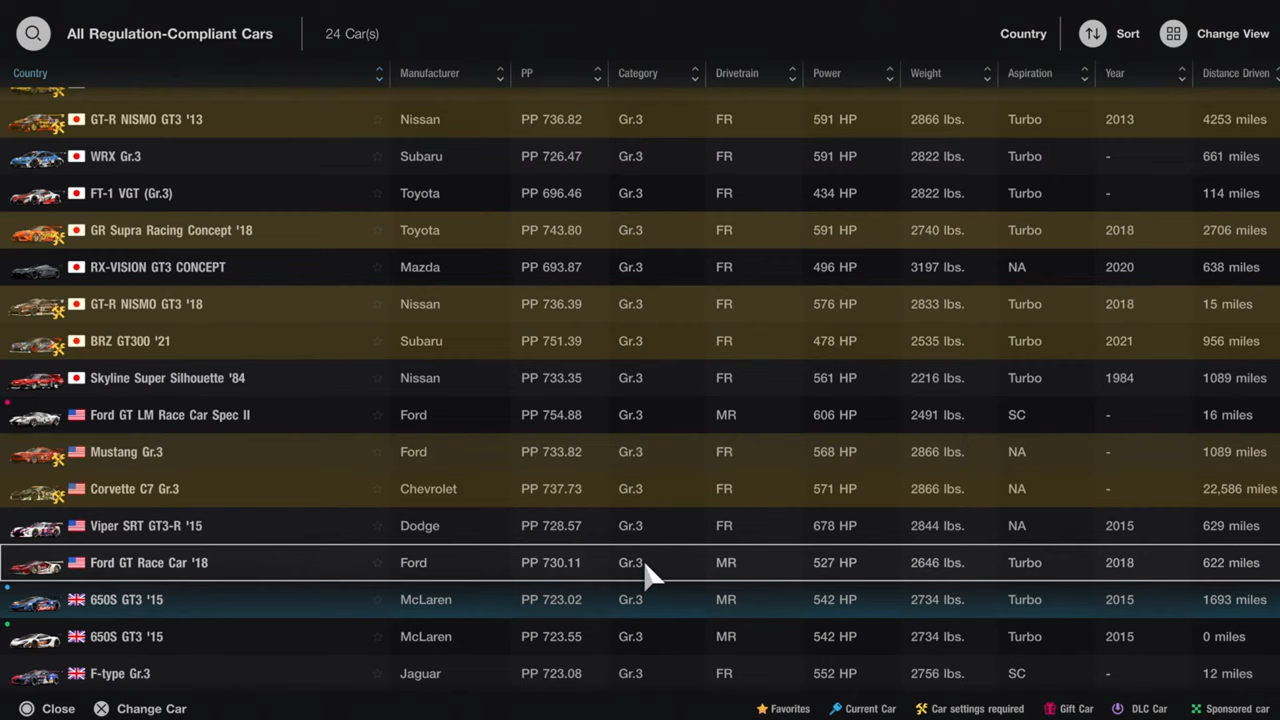 All Regulation-Compliant Cars 24 Car(s) Country Sort Change View
Country Manufacturer PP Category Drivetrain Power Weight Aspiration Year Distance Driven
GT-R NISMO GT3 '13 Nissan PP 736.82 Gr.3 FR 591 HP 2866 lbs. Turbo 2013 4253 miles
WRX Gr.3 Subaru PP 726.47 Gr.3 FR 591 HP 2822 lbs. Turbo - 661 miles
FT-1 VGT (Gr.3) Toyota PP 696.46 Gr.3 FR 434 HP 2822 lbs. Turbo - 114 miles
GR Supra Racing Concept '18 Toyota PP 743.80 Gr.3 FR 591 HP 2740 lbs. Turbo 2018 2706 miles
RX-VISION GT3 CONCEPT Mazda PP 693.87 Gr.3 FR 496 HP 3197 lbs. NA 2020 638 miles
GT-R NISMO GT3 '18 Nissan PP 736.39 Gr.3 FR 576 HP 2833 lbs. Turbo 2018 15 miles
BRZ GT300 '21 Subaru PP 751.39 Gr.3 FR 478 HP 2535 lbs. Turbo 2021 956 miles
Skyline Super Silhouette '84 Nissan PP 733.35 Gr.3 FR 561 HP 2216 lbs. Turbo 1984 1089 miles
Ford GT LM Race Car Spec II Ford PP 754.88 Gr.3 MR 606 HP 2491 lbs. SC - 16 miles
Mustang Gr.3 Ford PP 733.82 Gr.3 FR 568 HP 2866 lbs. NA - 1089 miles
Corvette C7 Gr.3 Chevrolet PP 737.73 Gr.3 FR 571 HP 2866 lbs. NA - 22,586 miles
Viper SRT GT3-R '15 Dodge PP 728.57 Gr.3 FR 678 HP 2844 lbs. NA 2015 629 miles
Ford GT Race Car '18 Ford PP 730.11 Gr.3 MR 527 HP 2646 lbs. Turbo 2018 622 miles
650S GT3 '15 McLaren PP 723.02 Gr.3 MR 542 HP 2734 lbs. Turbo 2015 1693 miles
650S GT3 '15 McLaren PP 723.55 Gr.3 MR 542 HP 2734 lbs. Turbo 2015 0 miles
F-type Gr.3 Jaguar PP 723.08 Gr.3 FR 552 HP 2756 lbs. SC - 12 miles
Close Change Car Favorites Current Car Car settings required Gift Car DLC Car Sponsored car